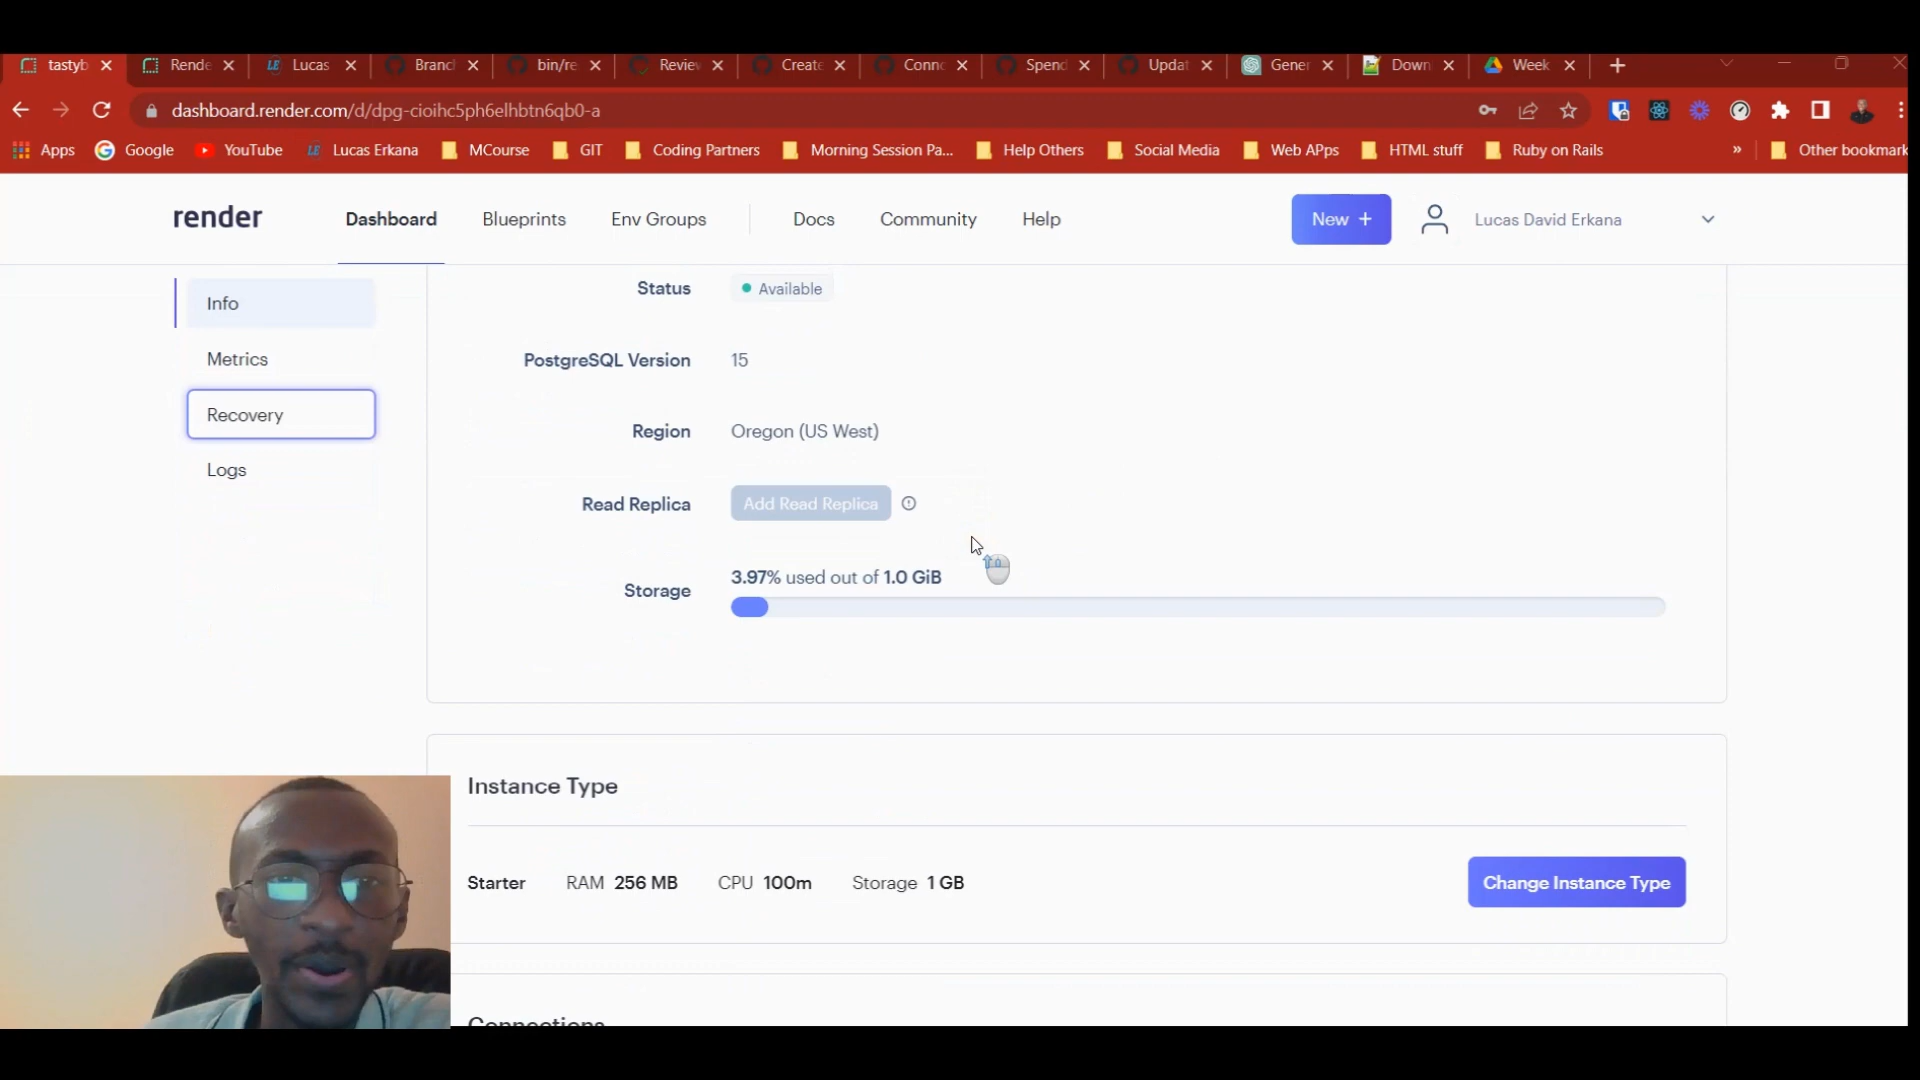 tastyb
Rende
Lucas
Branch
bin/re
Review
Create
Conne
Spend
Updat
Gener
Down
Week
dashboard.render.com/d/dpg-cioihc5ph6elhbtn6qb0-a
Apps
Google
YouTube
Lucas Erkana
MCourse
GIT
Coding Partners
Morning Session Pa...
Help Others
Social Media
Web APps
HTML stuff
Ruby on Rails
»
Other bookmark
render
Dashboard
Blueprints
Env Groups
Docs
Community
Help
New +
Lucas David Erkana
Info
Metrics
Recovery
Logs
Status
Available
PostgreSQL Version
15
Region
Oregon (US West)
Read Replica
Add Read Replica
Storage
3.97% used out of 1.0 GiB
Instance Type
Starter
RAM 256 MB
CPU 100m
Storage 1 GB
Change Instance Type
Connections